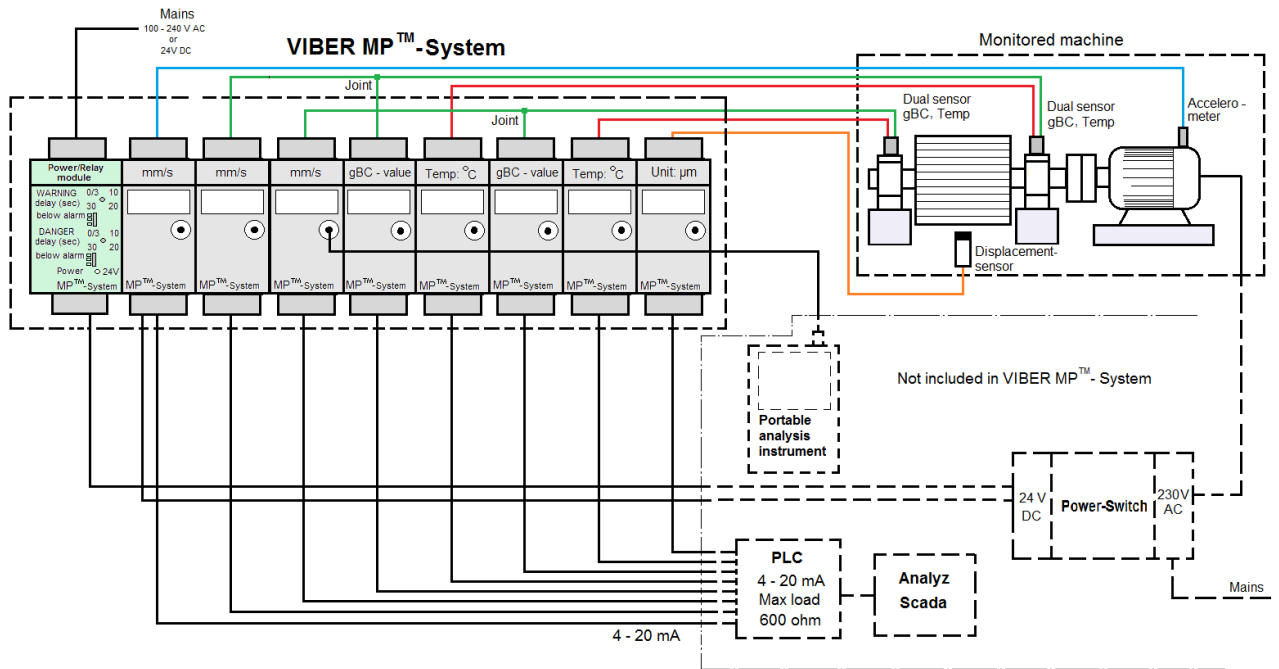 Mains
100 - 240 V AC
or
24V DC
VIBER MP™-System
Monitored machine
Joint
Joint
Dual sensor
gBC, Temp
Dual sensor
gBC, Temp
Accelero-
meter
Displacement-
sensor
Power/Relay
module
WARNING 0/3 10
delay (sec) 30 20
below alarm
DANGER 0/3 10
delay (sec) 30 20
below alarm
Power 24V
MP™-System
mm/s
MP™-System
mm/s
MP™-System
mm/s
MP™-System
gBC - value
MP™-System
Temp: °C
MP™-System
gBC - value
MP™-System
Temp: °C
MP™-System
Unit: µm
MP™-System
Not included in VIBER MP™- System
Portable
analysis
instrument
24 V
DC
Power-Switch
230V
AC
Mains
PLC
4 - 20 mA
Max load
600 ohm
Analyz
Scada
4 - 20 mA